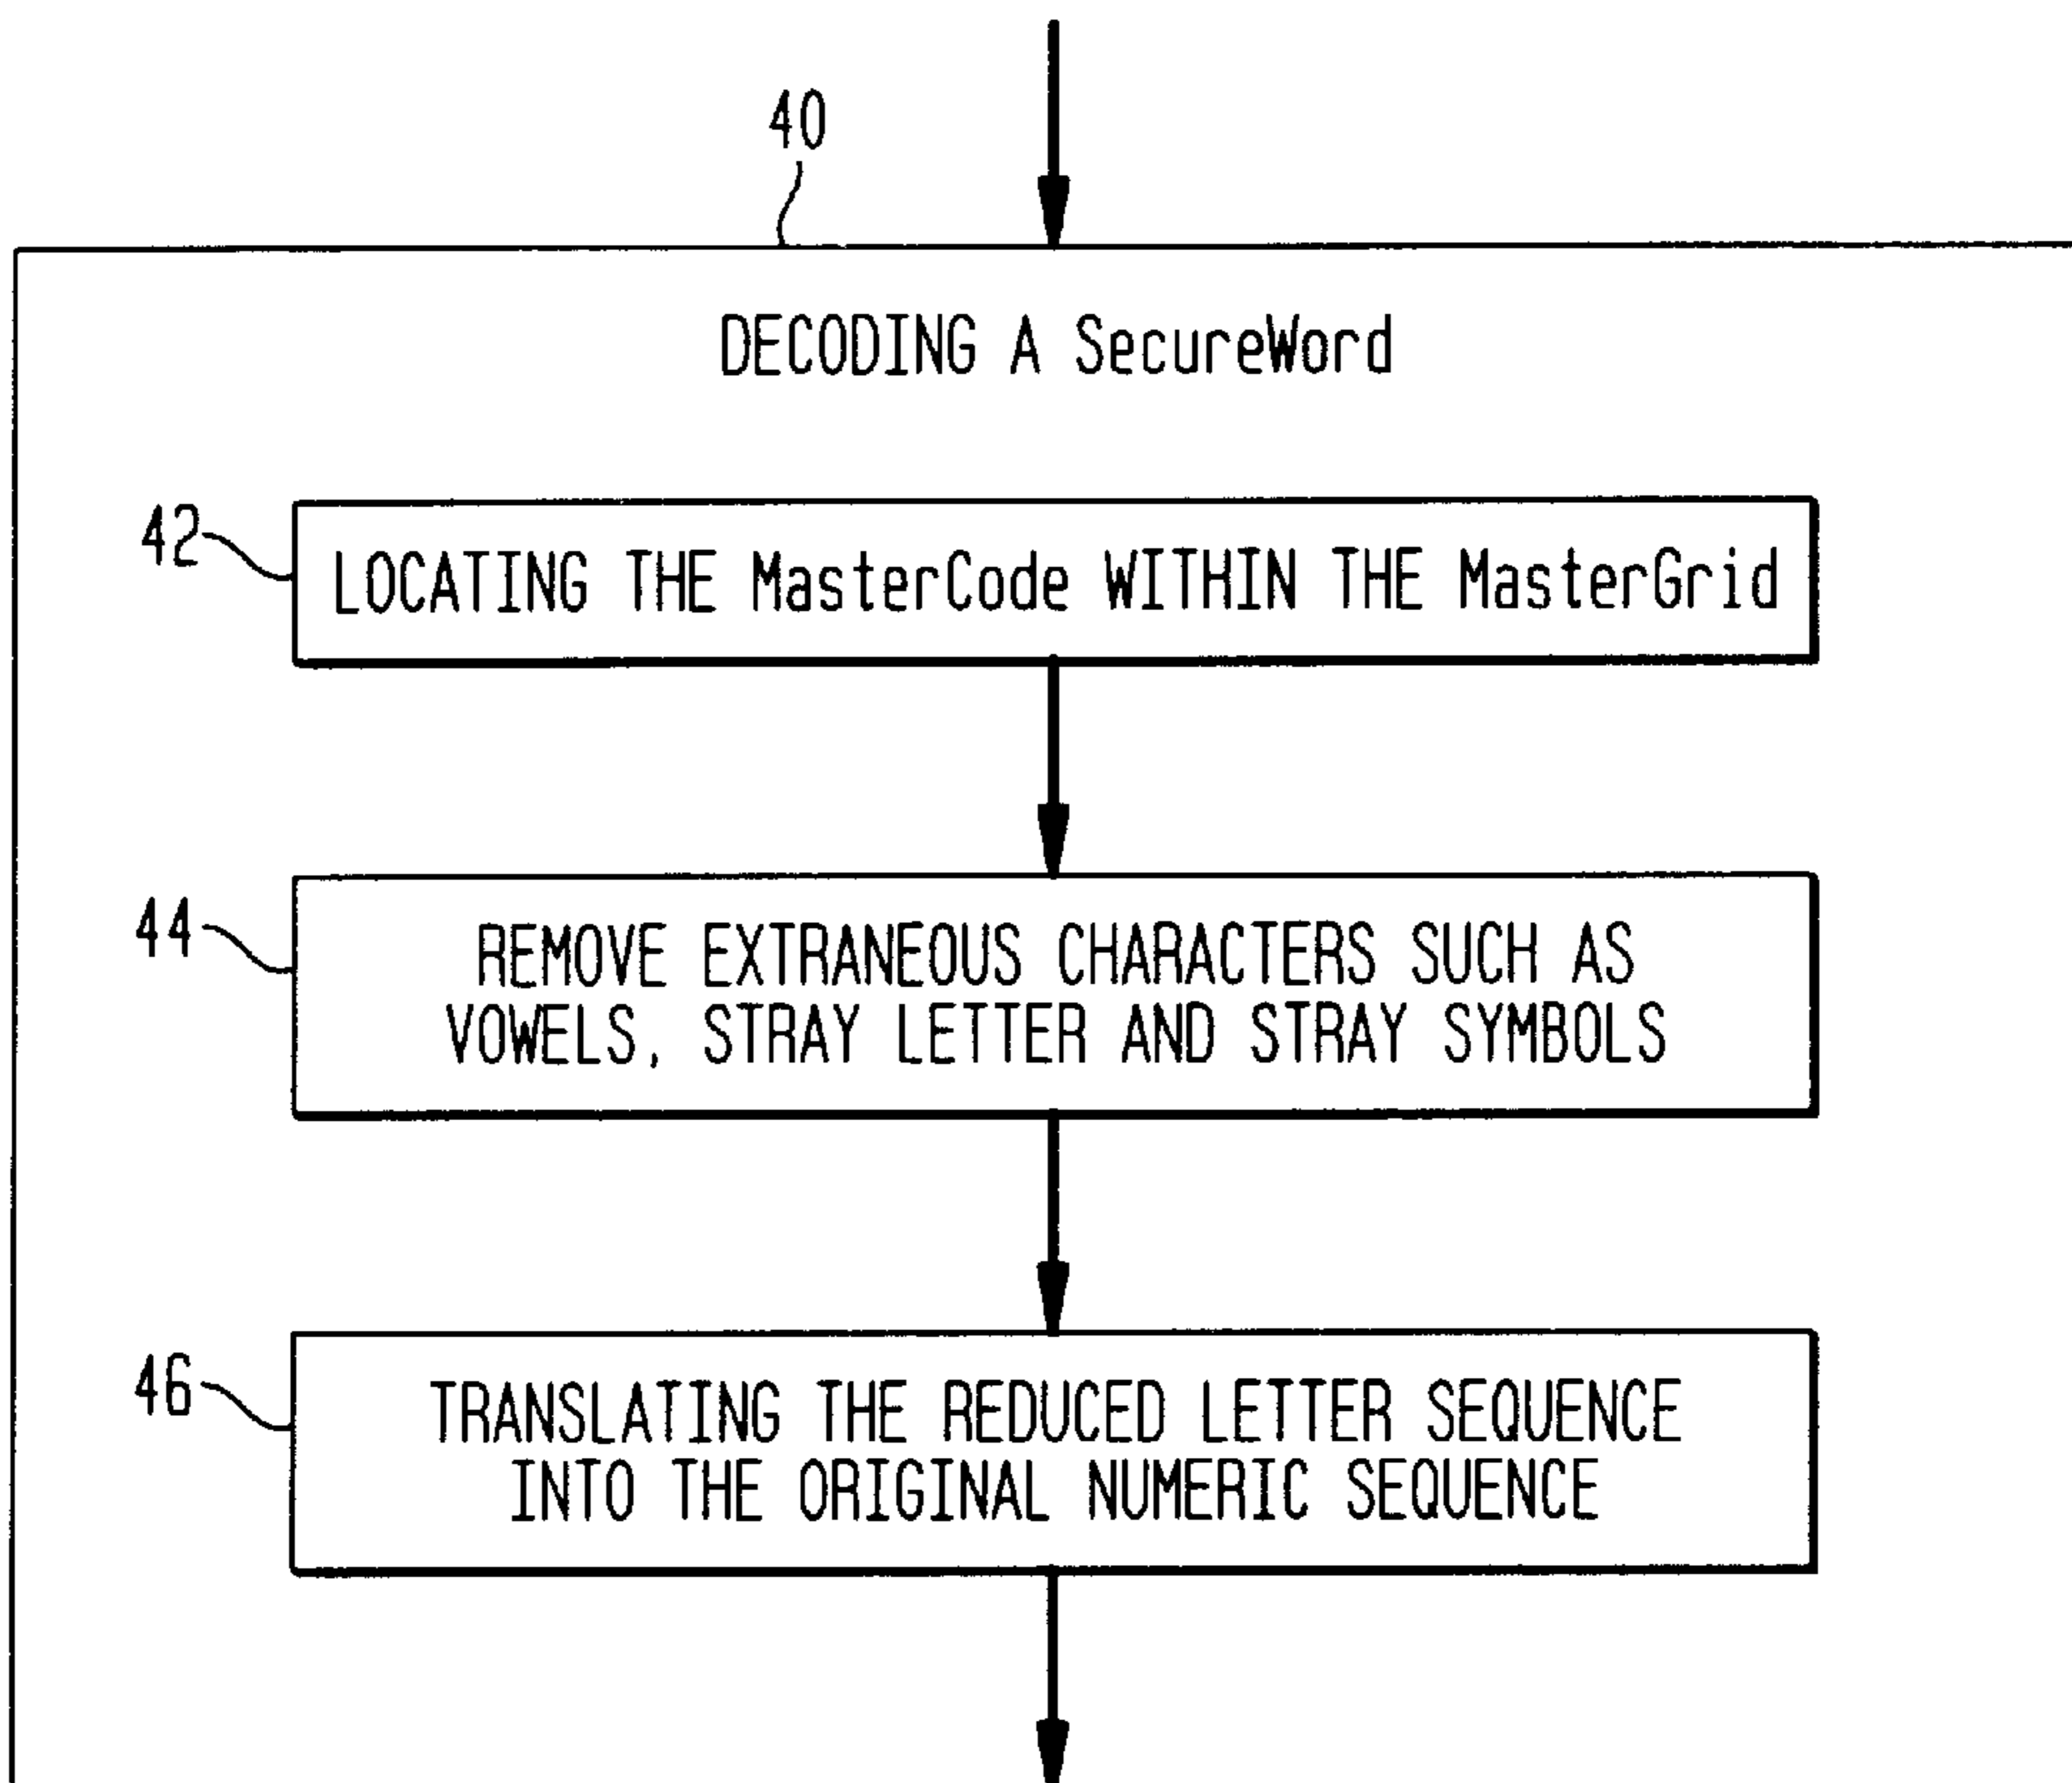 40
DECODING A SecureWord
42
LOCATING THE MasterCode WITHIN THE MasterGrid
44
REMOVE EXTRANEOUS CHARACTERS SUCH AS
VOWELS, STRAY LETTER AND STRAY SYMBOLS
46
TRANSLATING THE REDUCED LETTER SEQUENCE
INTO THE ORIGINAL NUMERIC SEQUENCE